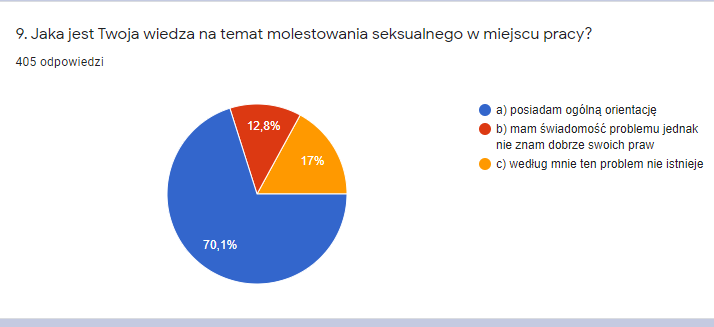 9. Jaka jest Twoja wiedza na temat molestowania seksualnego w miejscu pracy?
405 odpowiedzi
12,8%
17%
70,1%
a) posiadam ogólną orientację
b) mam świadomość problemu jednak
nie znam dobrze swoich praw
c) według mnie ten problem nie istnieje